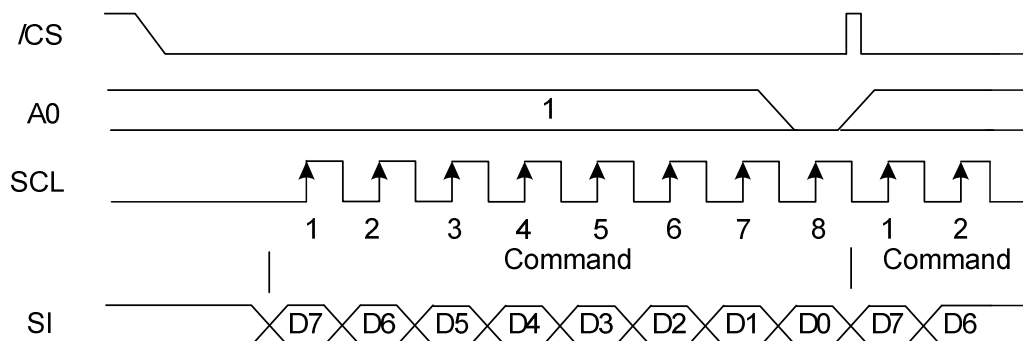 /CS
A0 1
SCL
1 2 3 4 5 6 7 8 1 2
Command Command
SI D7 D6 D5 D4 D3 D2 D1 D0 D7 D6